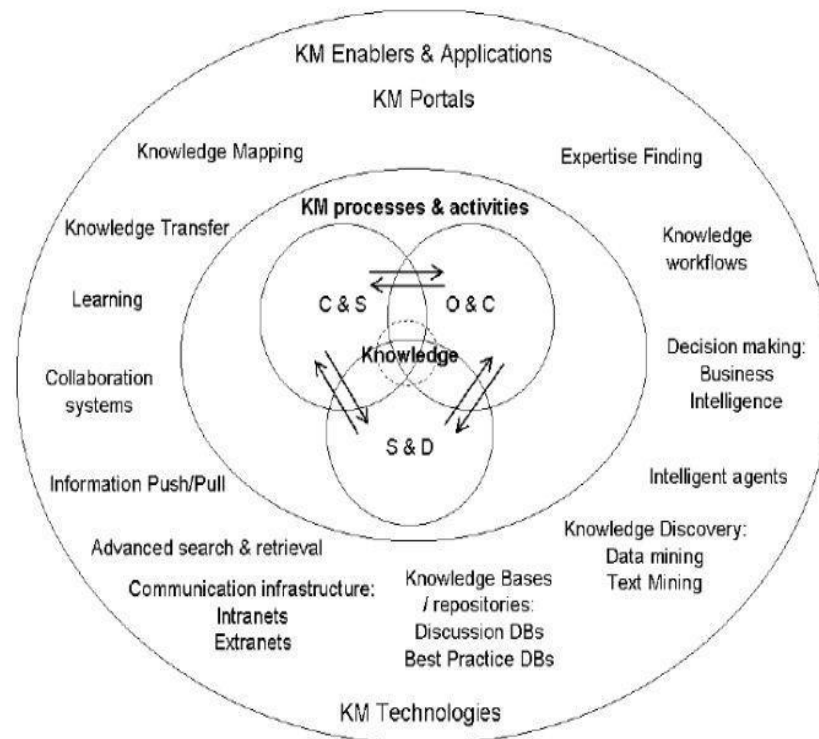 KM Enablers & Applications
KM Portals
Knowledge Mapping
Expertise Finding
KM processes & activities
Knowledge Transfer
Knowledge
workflows
Learning
C & S
O & C
Knowledge
Decision making:
Business
Intelligence
Collaboration
systems
S & D
Information Push/Pull
Intelligent agents
Advanced search & retrieval
Knowledge Discovery:
Data mining
Text Mining
Communication infrastructure:
Intranets
Extranets
Knowledge Bases
/ repositories:
Discussion DBs
Best Practice DBs
KM Technologies